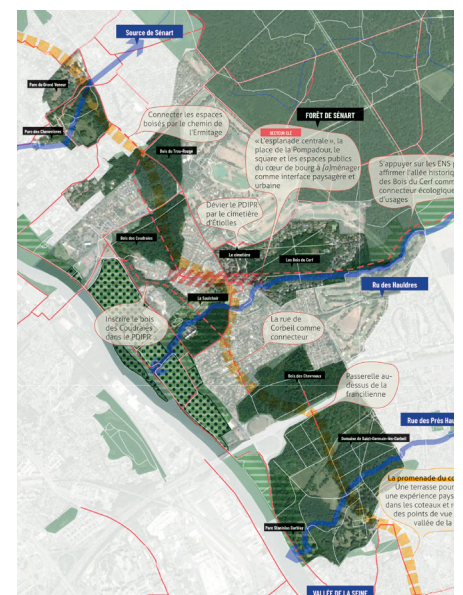 Source de Sénart
Parc du Grand Veneur
Parc des Chenevières
Connecter les espaces
boisés par le chemin de
l'Ermitage
Bois du Trou-Rouge
FORÊT DE SÉNART
SECTEUR CLÉ
« L'esplanade centrale », la
place de la Pompadour, le
square et les espaces publics
du cœur de bourg à (a)ménager
comme interface paysagère et
urbaine
S'appuyer sur les ENS
affirmer l'allée historiq
des Bois du Cerf comm
connecteur écologique
d'usages
Dévier le PDIPR
par le cimetière
d'Étiolles
Bois des Coudraies
Le cimetière
Les Bois du Cerf
Ru des Hauldres
Le Saulchoir
Inscrire le bois
des Coudraies
dans le PDIPR
La rue de
Corbeil comme
connecteur
Bois des Chevreaux
Passerelle au-
dessus de la
francilienne
Rue des Près Hau
Domaine de Saint-Germain-lès-Corbeil
La promenade du co
Une terrasse pour
une expérience pays
dans les coteaux et r
des points de vue
vallée de la
Parc Stanislas Darblay
VALLÉE DE LA SEINE